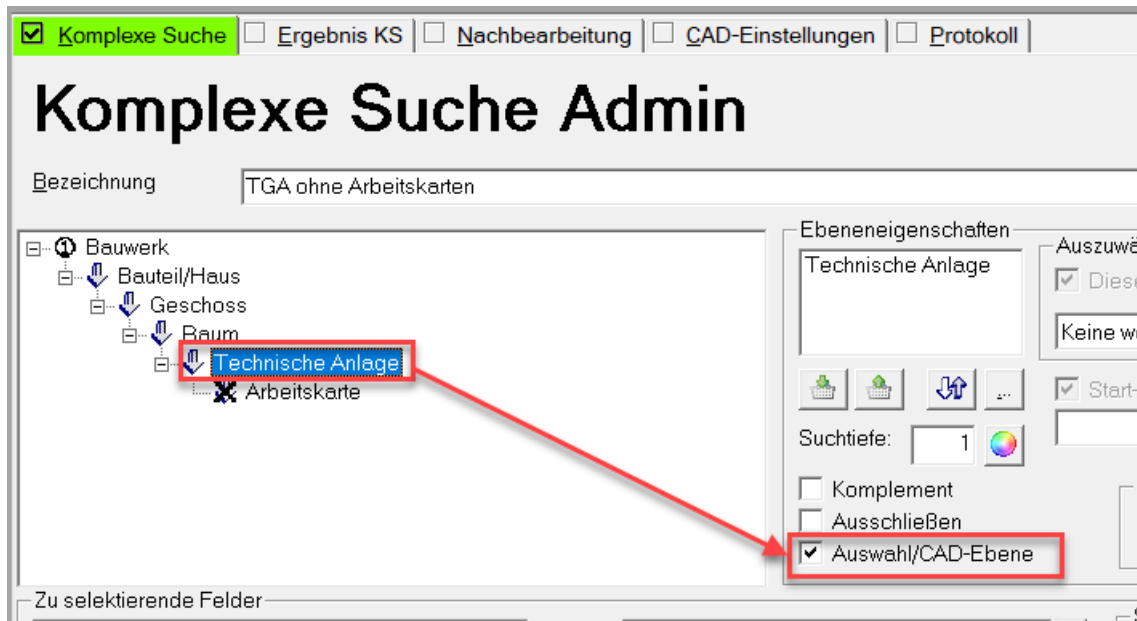 Komplexe Suche Ergebnis KS Nachbearbeitung CAD-Einstellungen Protokoll
Komplexe Suche Admin
Bezeichnung TGA ohne Arbeitskarten
Bauwerk
Bauteil/Haus
Geschoss
Raum
Technische Anlage
Arbeitskarte
Ebeneneigenschaften
Technische Anlage
Keine
Suchtiefe: 1
Komplement
Ausschließen
Auswahl/CAD-Ebene
Zu selektierende Felder